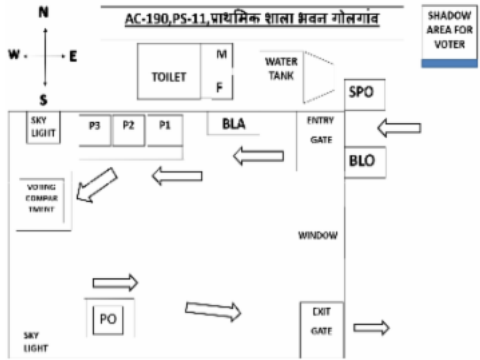 N
W
E
S
AC-190,PS-11,प्राथमिक शाला भवन गोलगांव
SHADOW
AREA FOR
VOTER
TOILET
M
F
WATER
TANK
SPO
SKY
LIGHT
P3
P2
P1
BLA
ENTRY
GATE
BLO
VOTING
COMPAR
TMENT
WINDOW
PO
EXIT
GATE
SKY
LIGHT